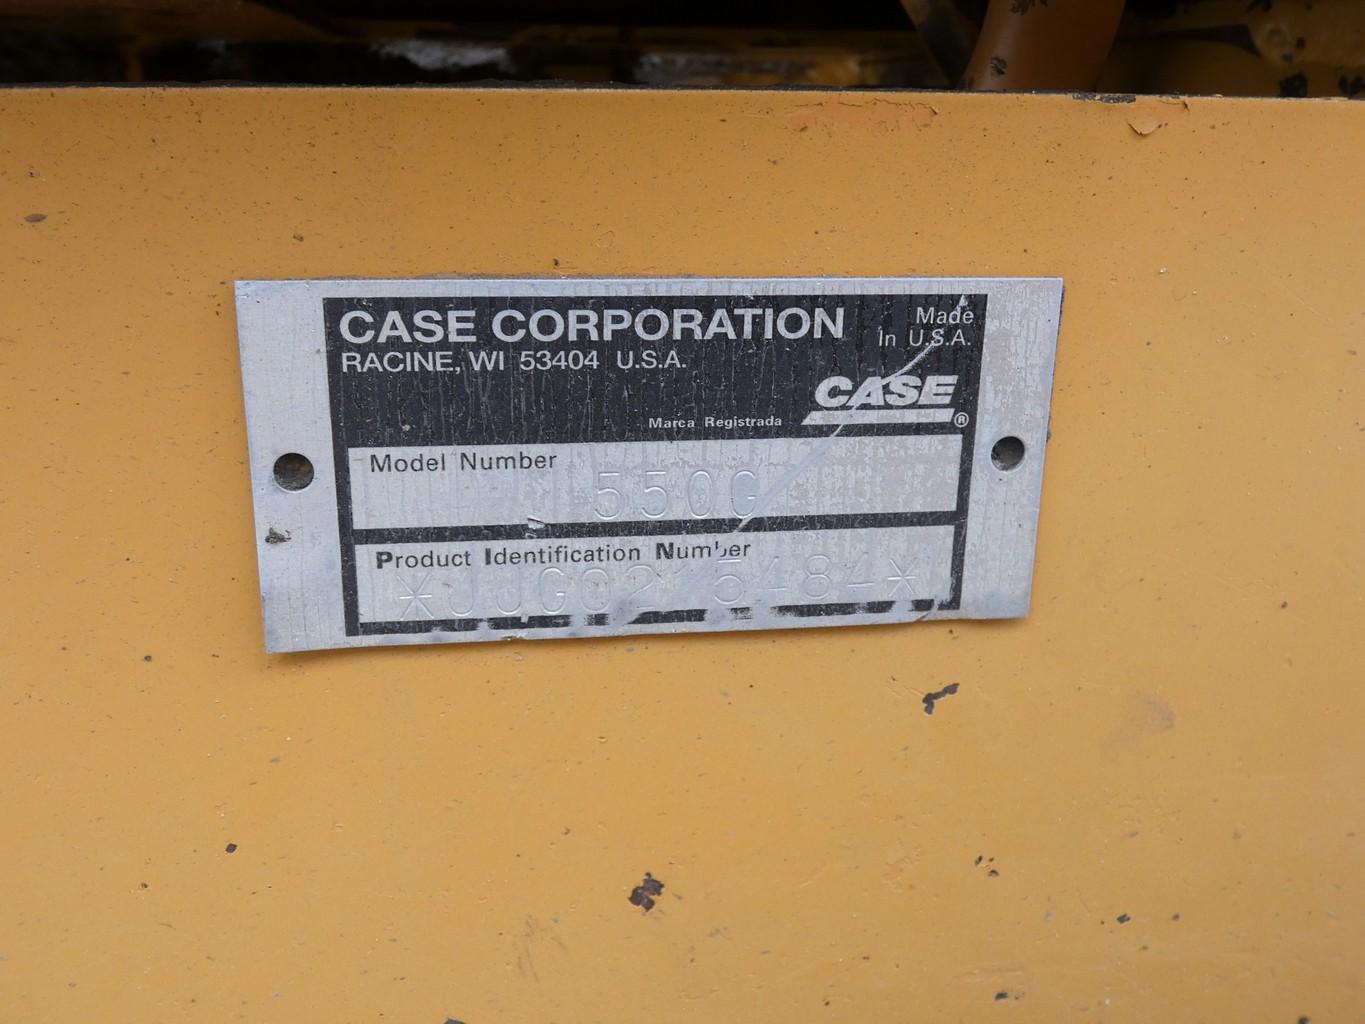 CASE CORPORATION
RACINE, WI 53404 U.S.A.
Made
In U.S.A.
CASE
®
Marca Registrada
Model Number
550G
Product Identification Number